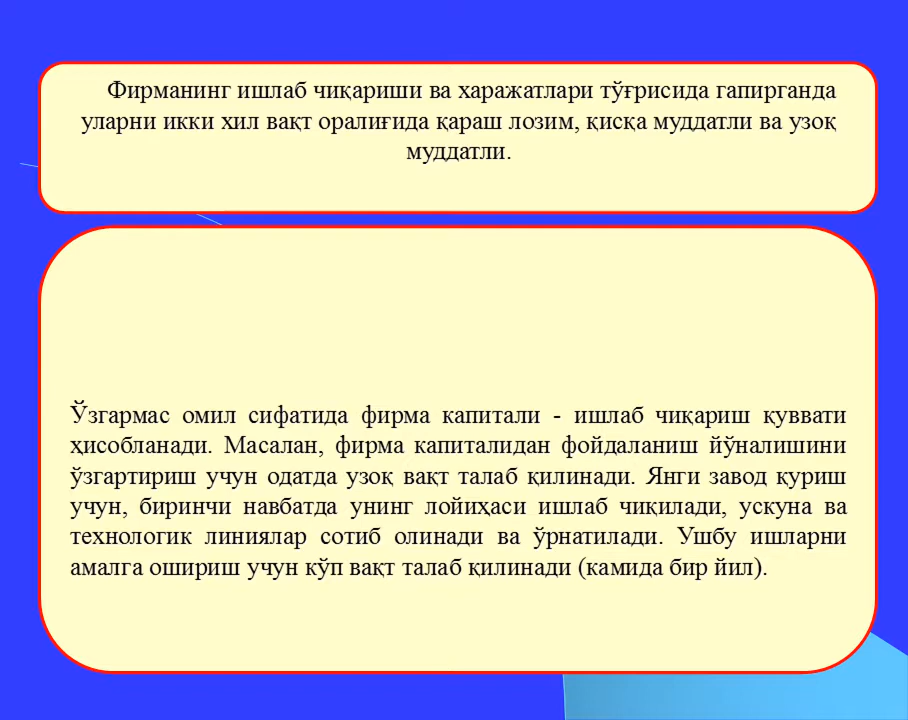 Фирманинг ишлаб чиқариши ва харажатлари тўғрисида гапирганда
уларни икки хил вақт оралиғида қараш лозим, қисқа муддатли ва узоқ
муддатли.
Ўзгармас омил сифатида фирма капитали - ишлаб чиқариш қуввати
ҳисобланади. Масалан, фирма капиталидан фойдаланиш йўналишини
ўзгартириш учун одатда узоқ вақт талаб қилинади. Янги завод қуриш
учун, биринчи навбатда унинг лойиҳаси ишлаб чиқилади, ускуна ва
технологик линиялар сотиб олинади ва ўрнатилади. Ушбу ишларни
амалга ошириш учун кўп вақт талаб қилинади (камида бир йил).